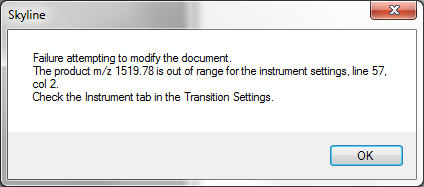 Skyline
Failure attempting to modify the document.
The product m/z 1519.78 is out of range for the instrument settings, line 57,
col 2.
Check the Instrument tab in the Transition Settings.
OK